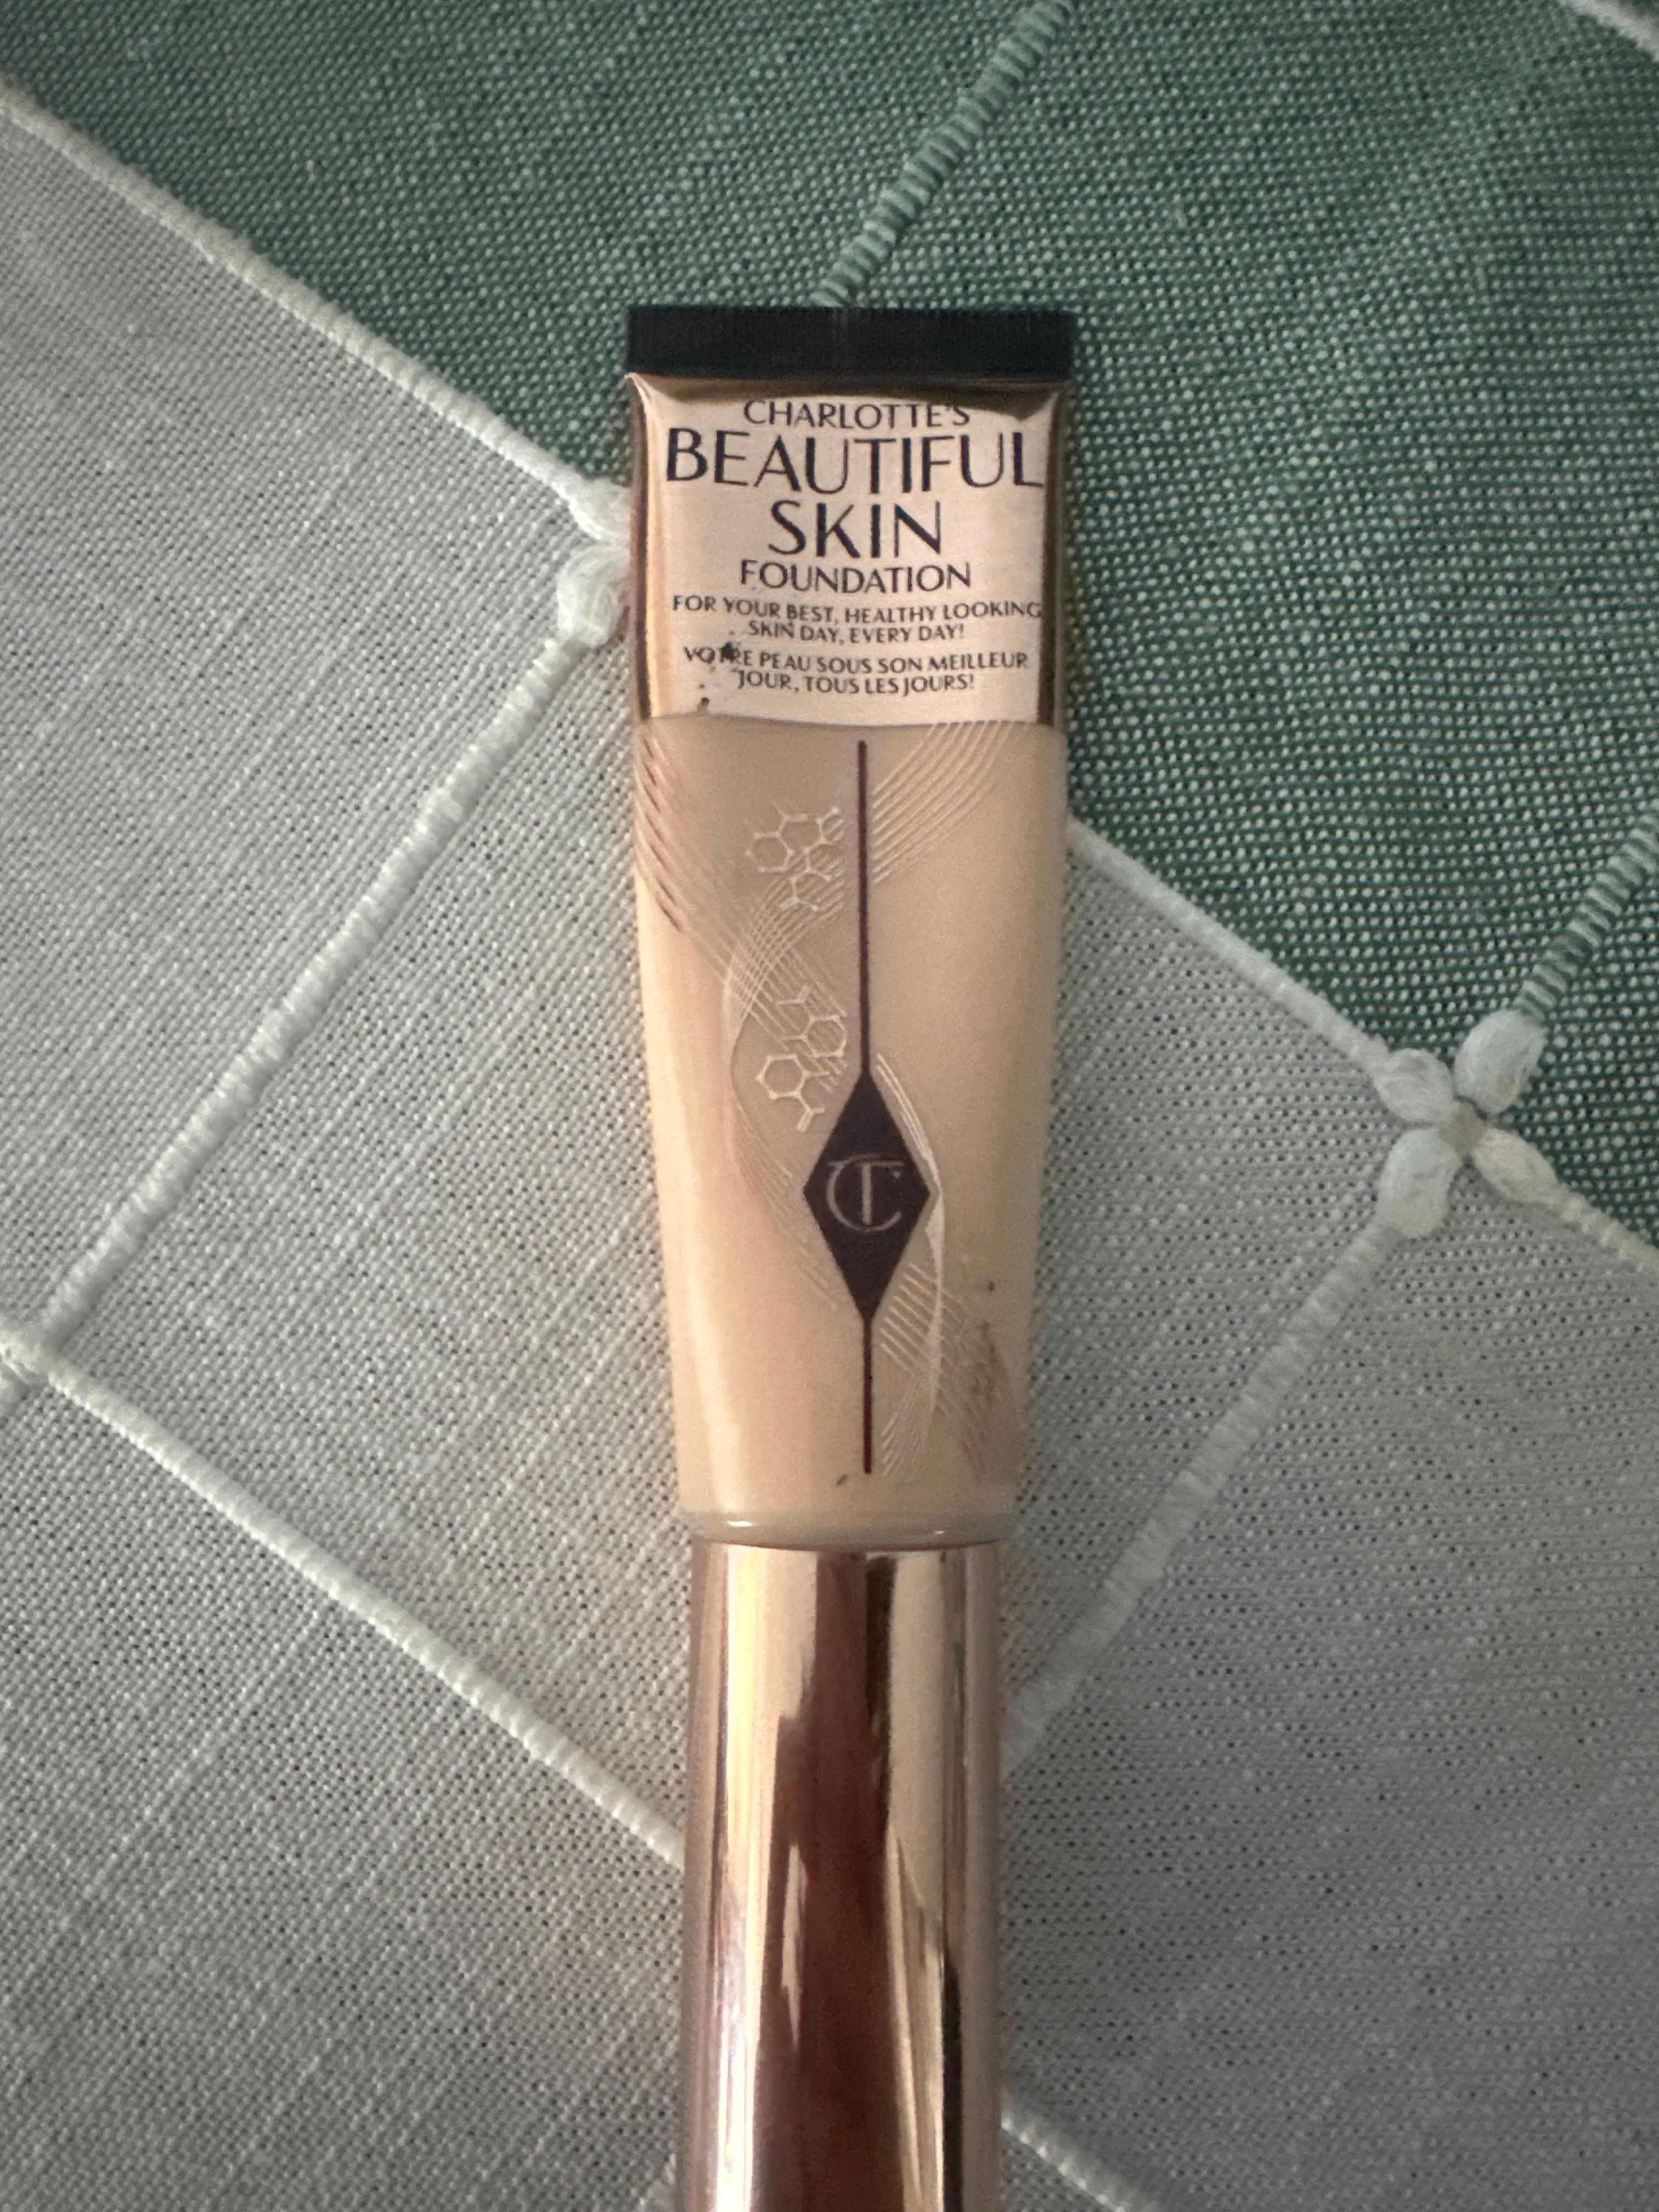 CHARLOTTE'S
BEAUTIFUL
SKIN
FOUNDATION
FOR YOUR BEST, HEALTHY LOOKING
SKIN DAY, EVERY DAY!
VOTRE PEAU SOUS SON MEILLEUR
JOUR, TOUS LES JOURS!
CT